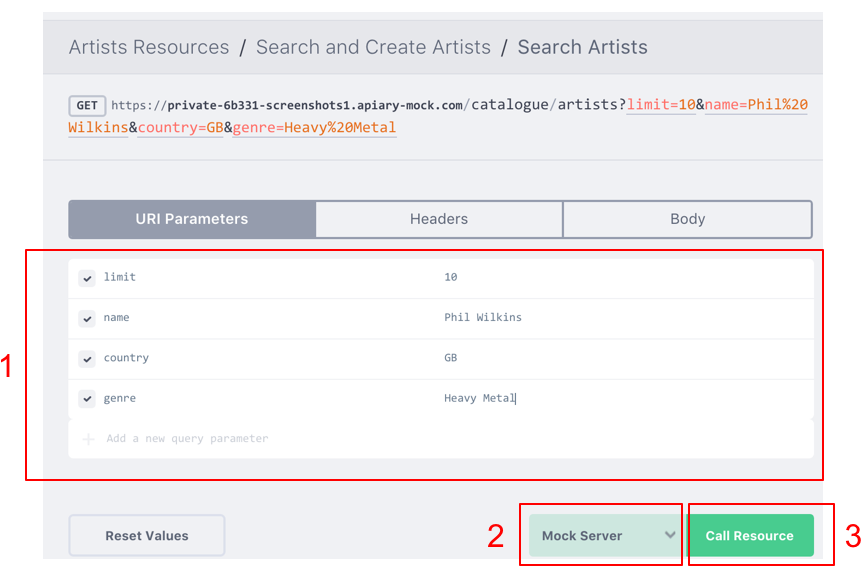 Artists Resources / Search and Create Artists / Search Artists
GET https://private-6b331-screenshots1.apiary-mock.com/catalogue/artists?limit=10&name=Phil%20
Wilkins&country=GB&genre=Heavy%20Metal
URI Parameters Headers Body
limit 10
name Phil Wilkins
1
country GB
genre Heavy Metal
+ Add a new query parameter
Reset Values 2 Mock Server Call Resource 3